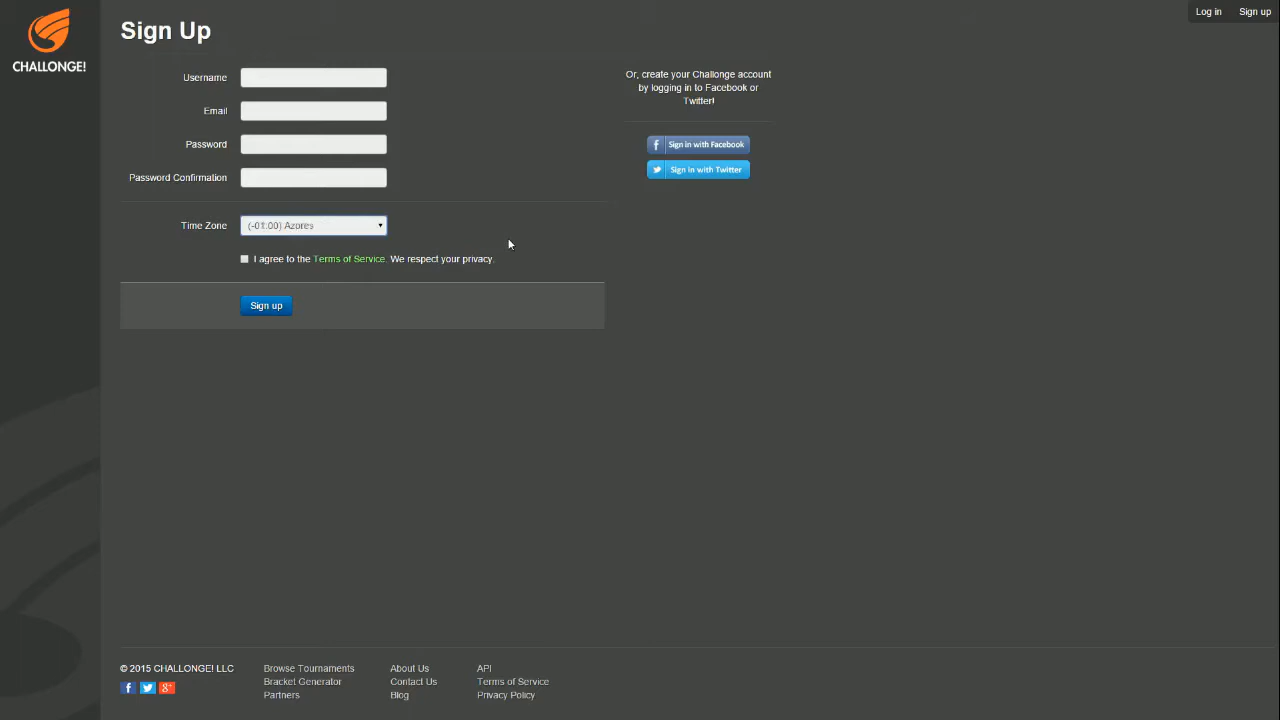 Log in Sign up
CHALLONGE!
Sign Up
Username
Email
Password
Password Confirmation
Time Zone (-01:00) Azores
I agree to the Terms of Service. We respect your privacy.
Sign up
Or, create your Challonge account
by logging in to Facebook or
Twitter!
f Sign in with Facebook
Sign in with Twitter
© 2015 CHALLONGE! LLC
f g+
Browse Tournaments
Bracket Generator
Partners
About Us
Contact Us
Blog
API
Terms of Service
Privacy Policy